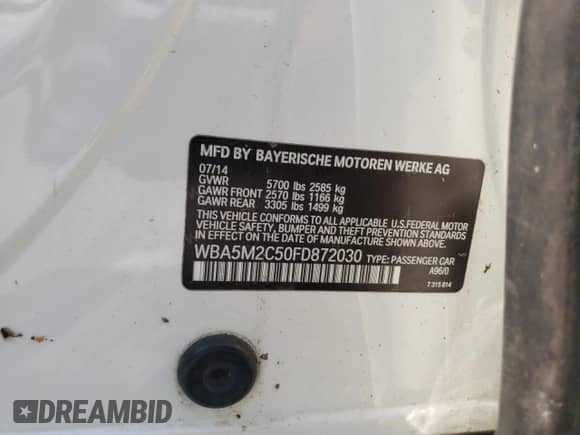 MFD BY BAYERISCHE MOTOREN WERKE AG
07/14
GVWR 5700 lbs 2585 kg
GAWR FRONT 2570 lbs 1166 kg
GAWR REAR 3305 lbs 1499 kg
THIS VEHICLE CONFORMS TO ALL APPLICABLE U.S.FEDERAL MOTOR
VEHICLE SAFETY, BUMPER AND THEFT PREVENTION STANDARDS
IN EFFECT ON THE DATE OF MANUFACTURE SHOWN ABOVE.
WBA5M2C50FD872030 TYPE: PASSENGER CAR
A96/0
7 315 814
DREAMBID